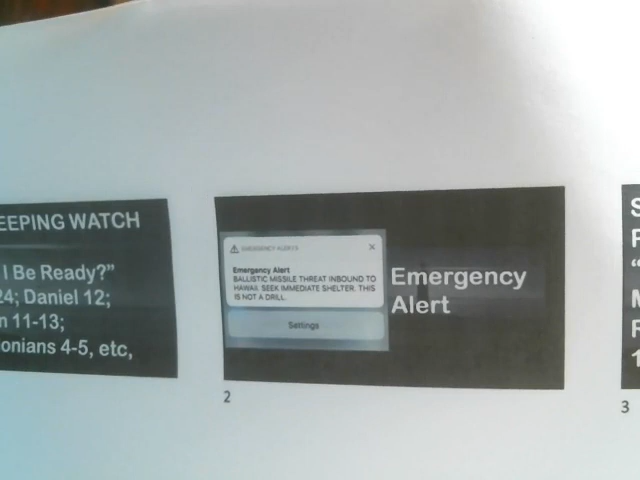 EEPING WATCH
I Be Ready?”
24; Daniel 12;
n 11-13;
onians 4-5, etc,
EMERGENCY ALERTS
Emergency Alert
BALLISTIC MISSILE THREAT INBOUND TO
HAWAII. SEEK IMMEDIATE SHELTER. THIS
IS NOT A DRILL.
Settings
Emergency
Alert
2
S
F
“
M
F
1
3